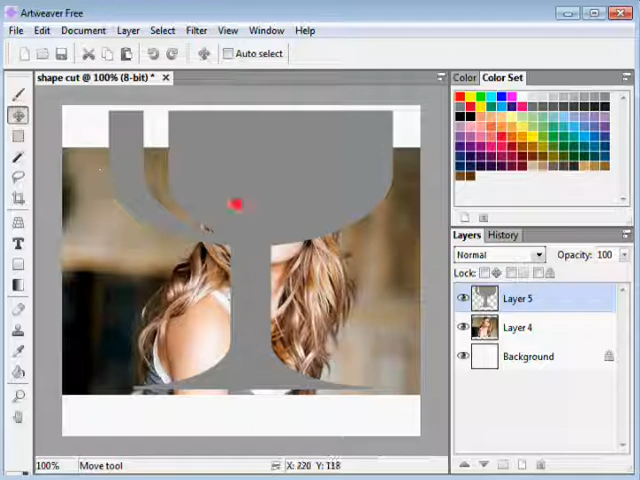 Artweaver Free
File Edit Document Layer Select Filter View Window Help
Auto select
shape cut @ 100% (8-bit) *
Color Color Set
Layers History
Normal Opacity: 100
Lock:
Layer 5
Layer 4
Background
100% Move tool X: 220 Y: 118